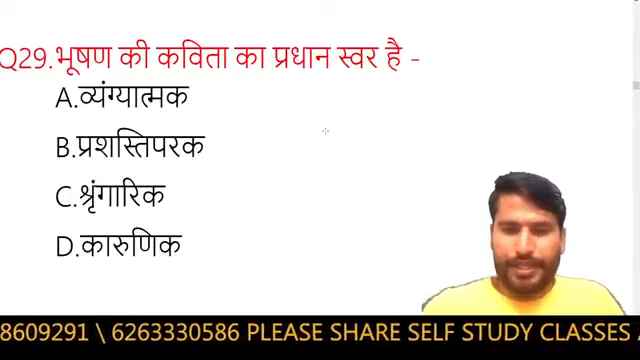 Q29.भूषण की कविता का प्रधान स्वर है -
A.व्यंग्यात्मक
B.प्रशस्तिपरक
C.श्रृंगारिक
D.कारुणिक
8609291 \ 6263330586 PLEASE SHARE SELF STUDY CLASSES